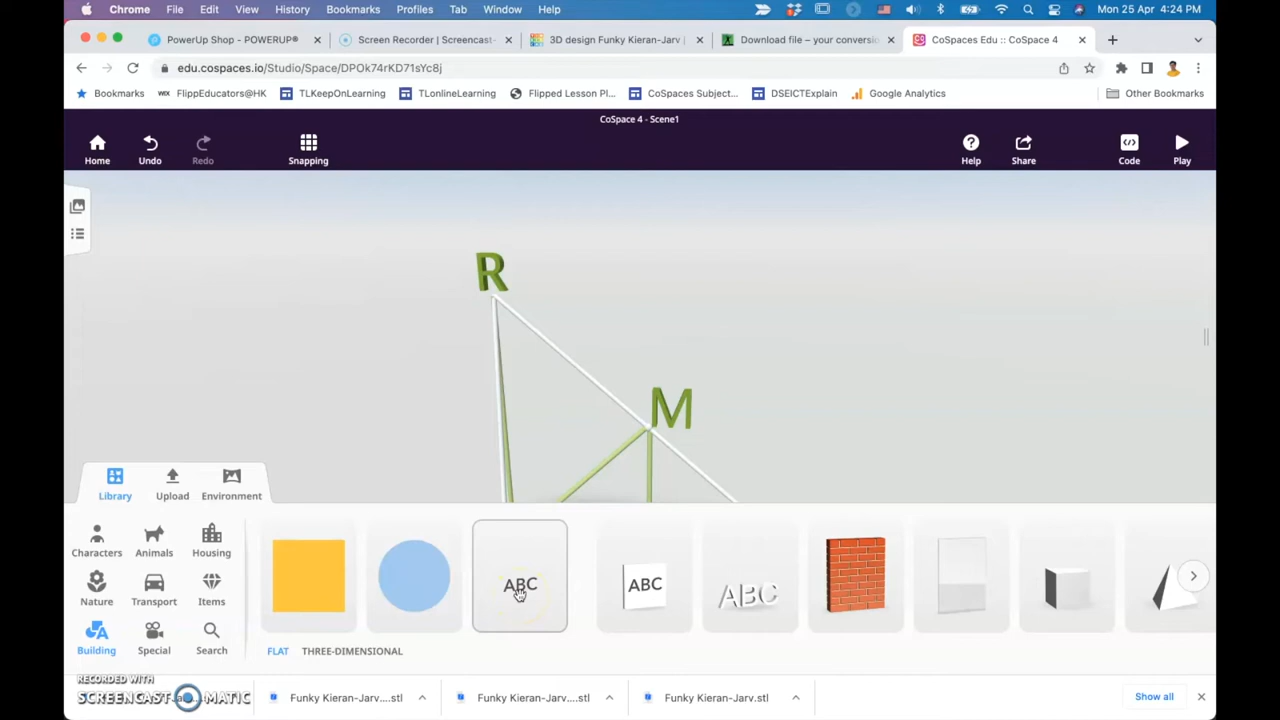 Chrome File Edit View History Bookmarks Profiles Tab Window Help Mon 25 Apr 4:24 PM
PowerUp Shop - POWERUP® Screen Recorder | Screencast- 3D design Funky Kieran-Jarv | Download file – your conversio CoSpaces Edu :: CoSpace 4
edu.cospaces.io/Studio/Space/DPOk74rKD71sYc8j
Bookmarks WIX FlippEducators@HK TLKeepOnLearning TLonlineLearning Flipped Lesson Pl... CoSpaces Subject... DSEICTExplain Google Analytics Other Bookmarks
CoSpace 4 - Scene1
Home Undo Redo Snapping Help Share Code Play
R
M
Library Upload Environment
Characters Animals Housing
Nature Transport Items
Building Special Search
ABC ABC ABC
FLAT THREE-DIMENSIONAL
RECORDED WITH
SCREENCAST MATIC
Funky Kieran-Jarv....stl Funky Kieran-Jarv....stl Funky Kieran-Jarv.stl Show all